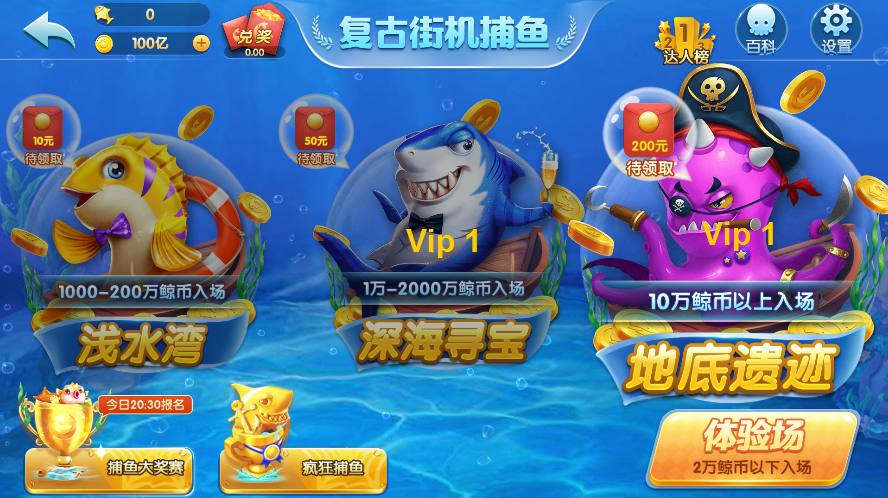 0
100亿
兑奖
0.00
复古街机捕鱼
1
2
3
达人榜
百科
设置
10元
待领取
50元
待领取
200元
待领取
Vip 1
Vip 1
1000-200万鲸币入场
1万-2000万鲸币入场
10万鲸币以上入场
浅水湾
深海寻宝
地底遗迹
今日20:30报名
捕鱼大奖赛
疯狂捕鱼
体验场
2万鲸币以下入场